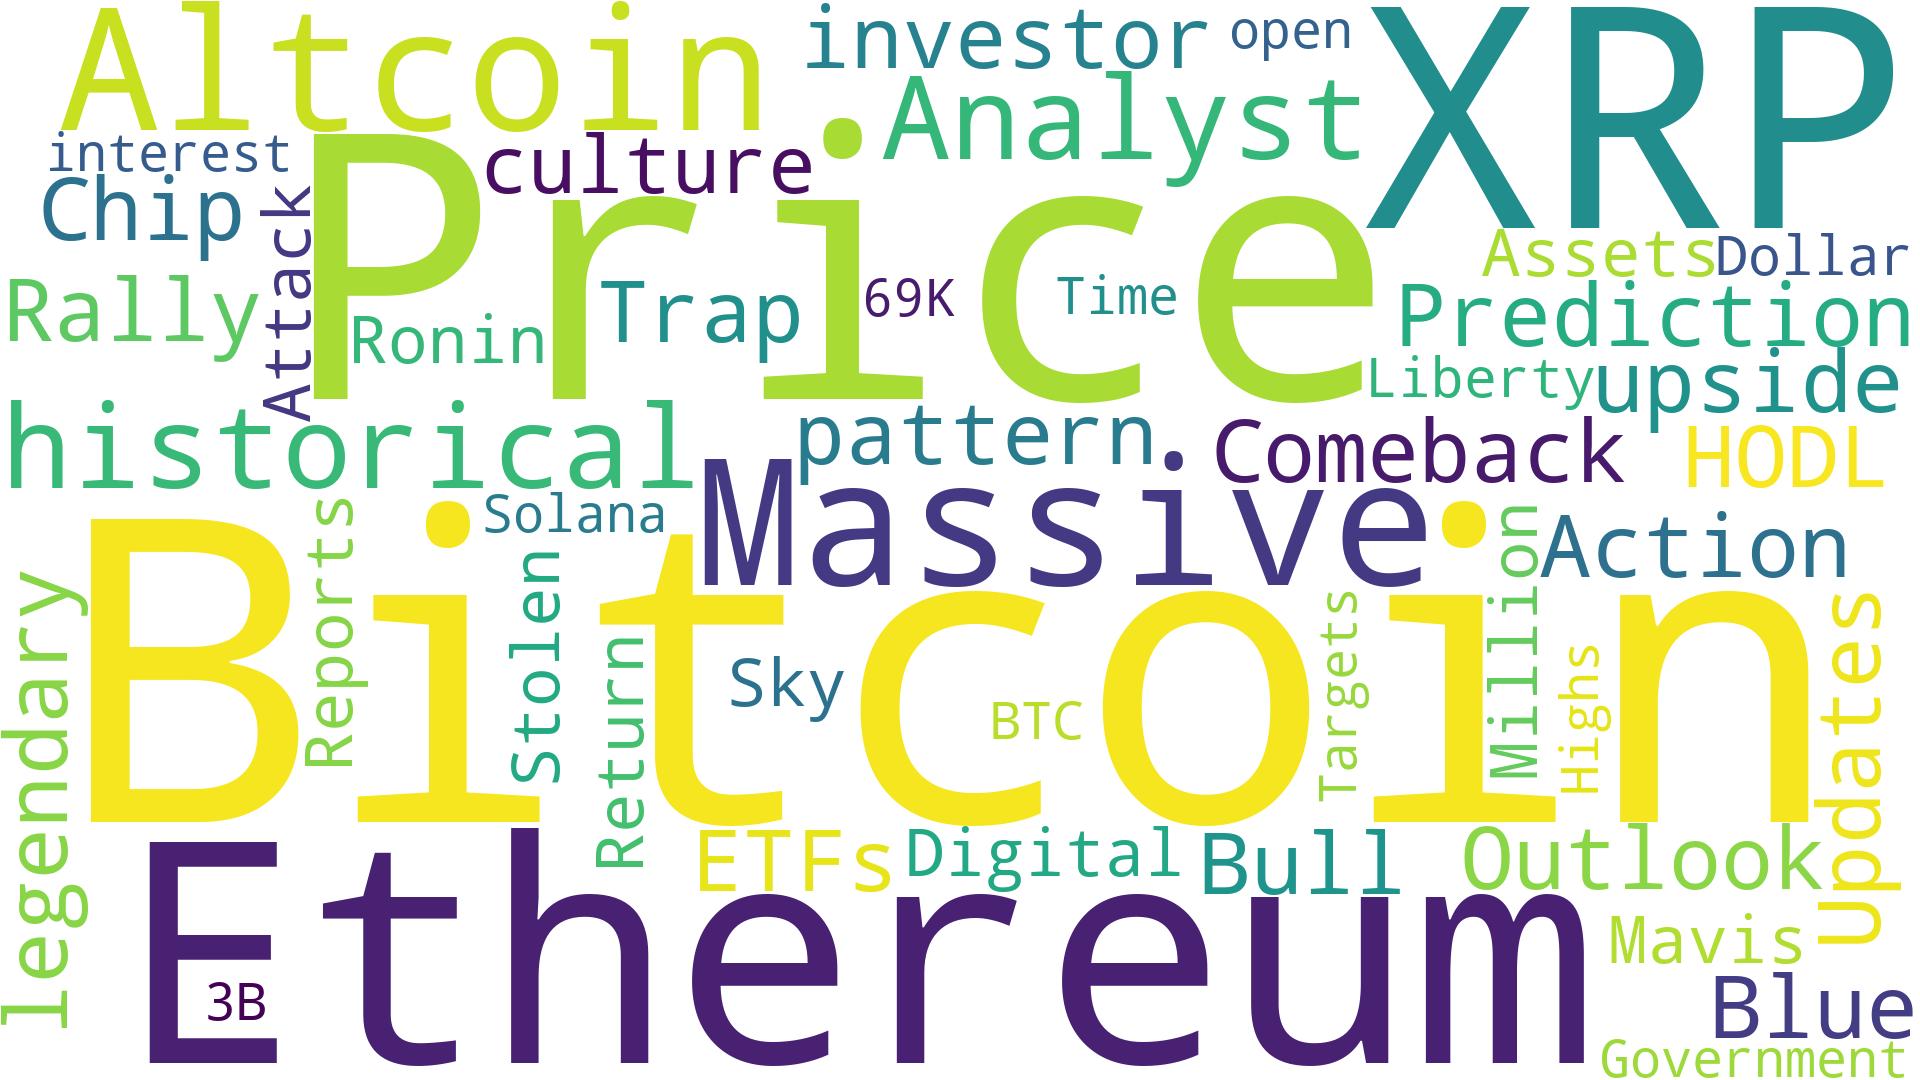 Altcoin
investor
open
XRP
Analyst
interest
culture
Chip
Price
Attack
Assets
Dollar
Rally
Ronin
Trap
69K
Time
Prediction
Liberty
upside
historical
pattern
Comeback
HODL
Massive
Solana
Reports
Stolen
Million
Action
legendary
Bitcoin
Return
Sky
BTC
Targets
Highs
Updates
ETFs
Digital
Bull
Outlook
Ethereum
Mavis
3B
Blue
Government